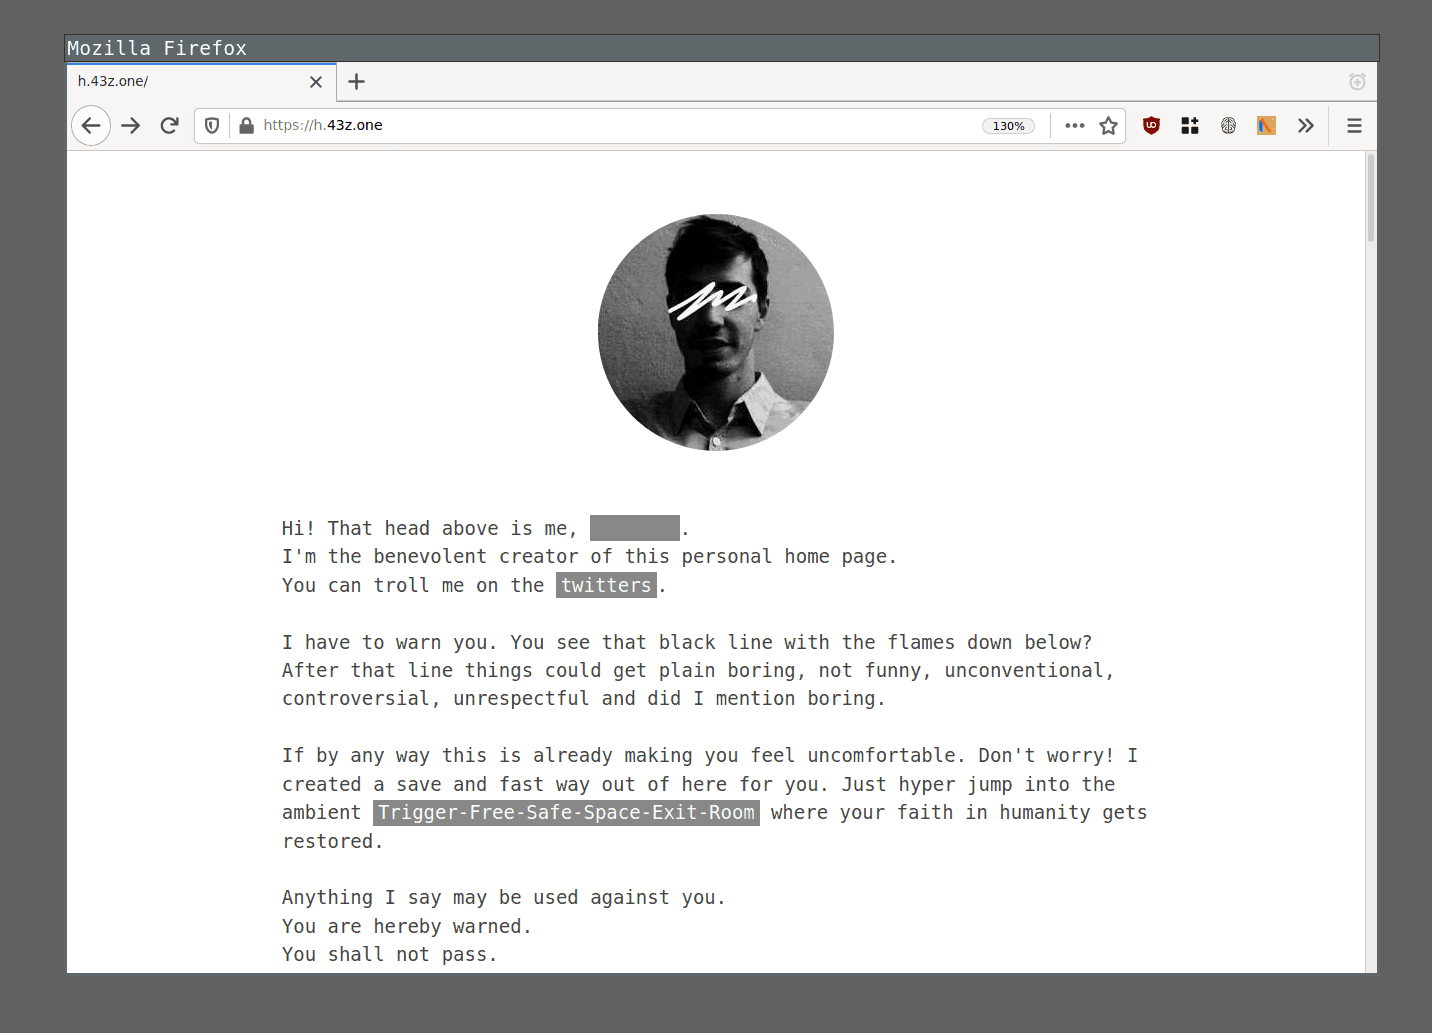 Mozilla Firefox
h.43z.one/
https://h.43z.one
130%
Hi! That head above is me, .
I'm the benevolent creator of this personal home page.
You can troll me on the twitters.
I have to warn you. You see that black line with the flames down below?
After that line things could get plain boring, not funny, unconventional,
controversial, unrespectful and did I mention boring.
If by any way this is already making you feel uncomfortable. Don't worry! I
created a save and fast way out of here for you. Just hyper jump into the
ambient Trigger-Free-Safe-Space-Exit-Room where your faith in humanity gets
restored.
Anything I say may be used against you.
You are hereby warned.
You shall not pass.